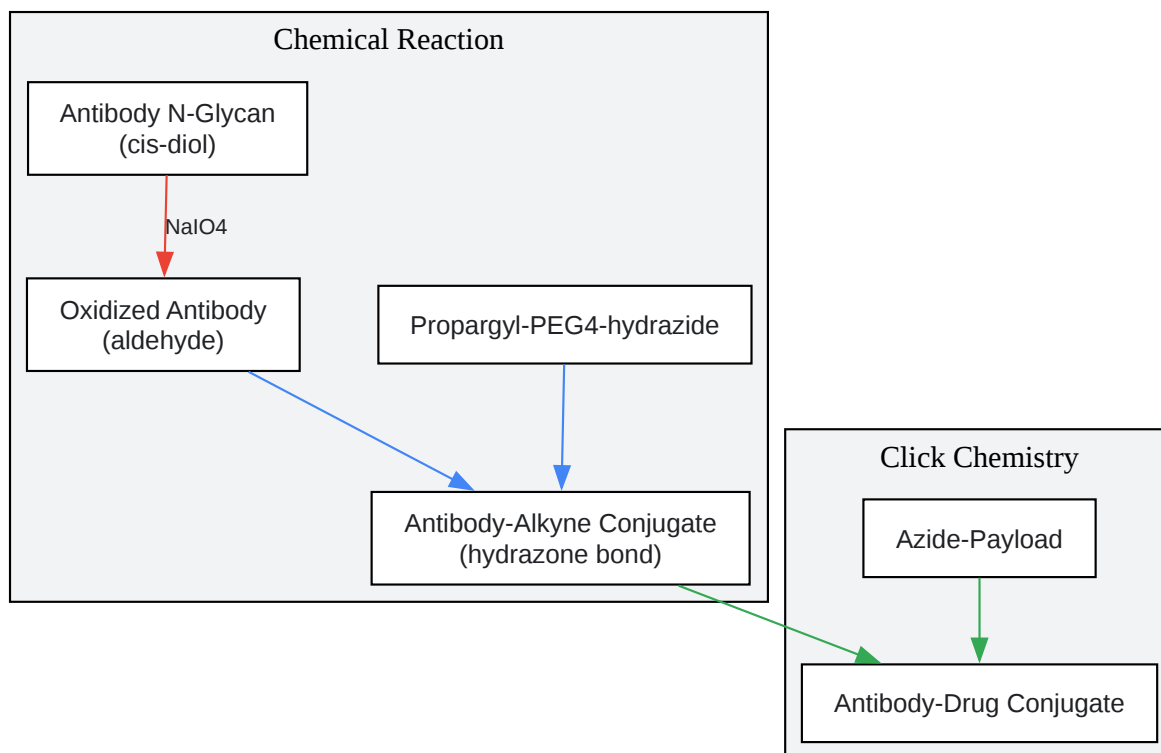 Chemical Reaction
Antibody N-Glycan
(cis-diol)
NaIO4
Oxidized Antibody
(aldehyde)
Propargyl-PEG4-hydrazide
Antibody-Alkyne Conjugate
(hydrazone bond)
Click Chemistry
Azide-Payload
Antibody-Drug Conjugate